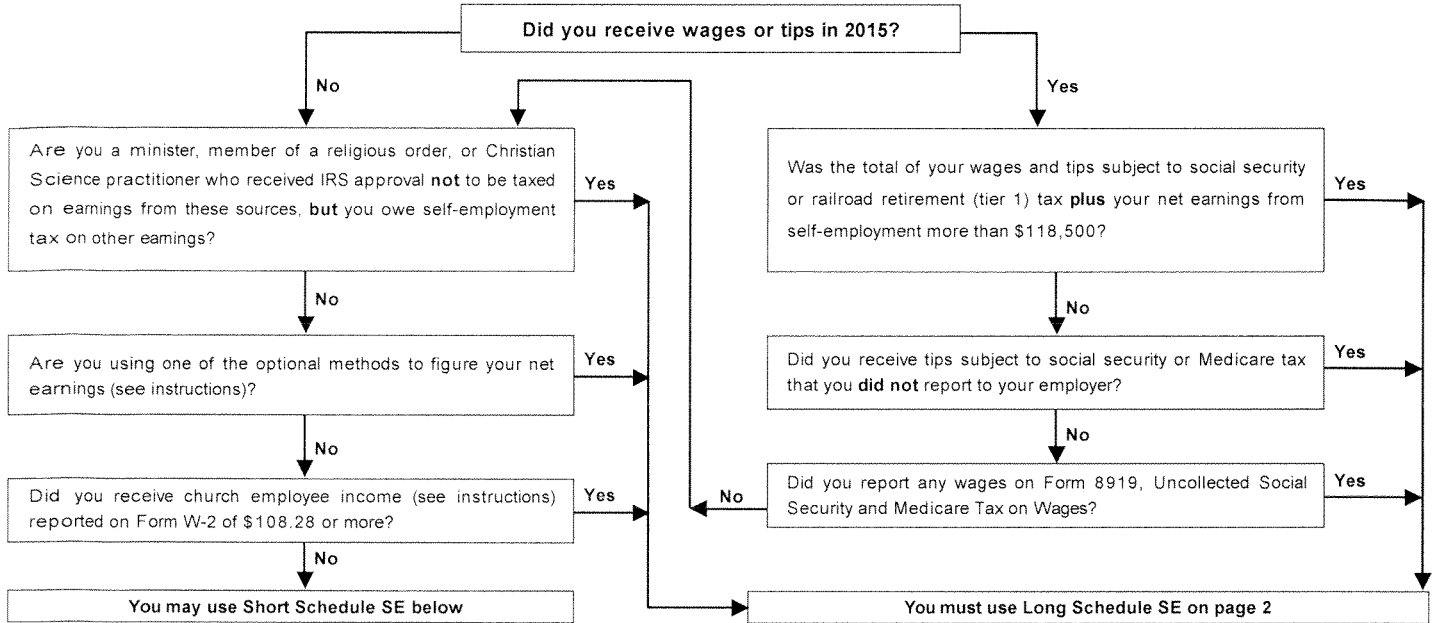 Did you receive wages or tips in 2015?
No
Yes
Are you a minister, member of a religious order, or Christian
Science practitioner who received IRS approval not to be taxed
on earnings from these sources, but you owe self-employment
tax on other earnings?
Yes
No
Are you using one of the optional methods to figure your net
earnings (see instructions)?
Yes
No
Did you receive church employee income (see instructions)
reported on Form W-2 of $108.28 or more?
Yes
No
You may use Short Schedule SE below
Was the total of your wages and tips subject to social security
or railroad retirement (tier 1) tax plus your net earnings from
self-employment more than $118,500?
Yes
No
Did you receive tips subject to social security or Medicare tax
that you did not report to your employer?
Yes
No
Did you report any wages on Form 8919, Uncollected Social
Security and Medicare Tax on Wages?
No
Yes
You must use Long Schedule SE on page 2